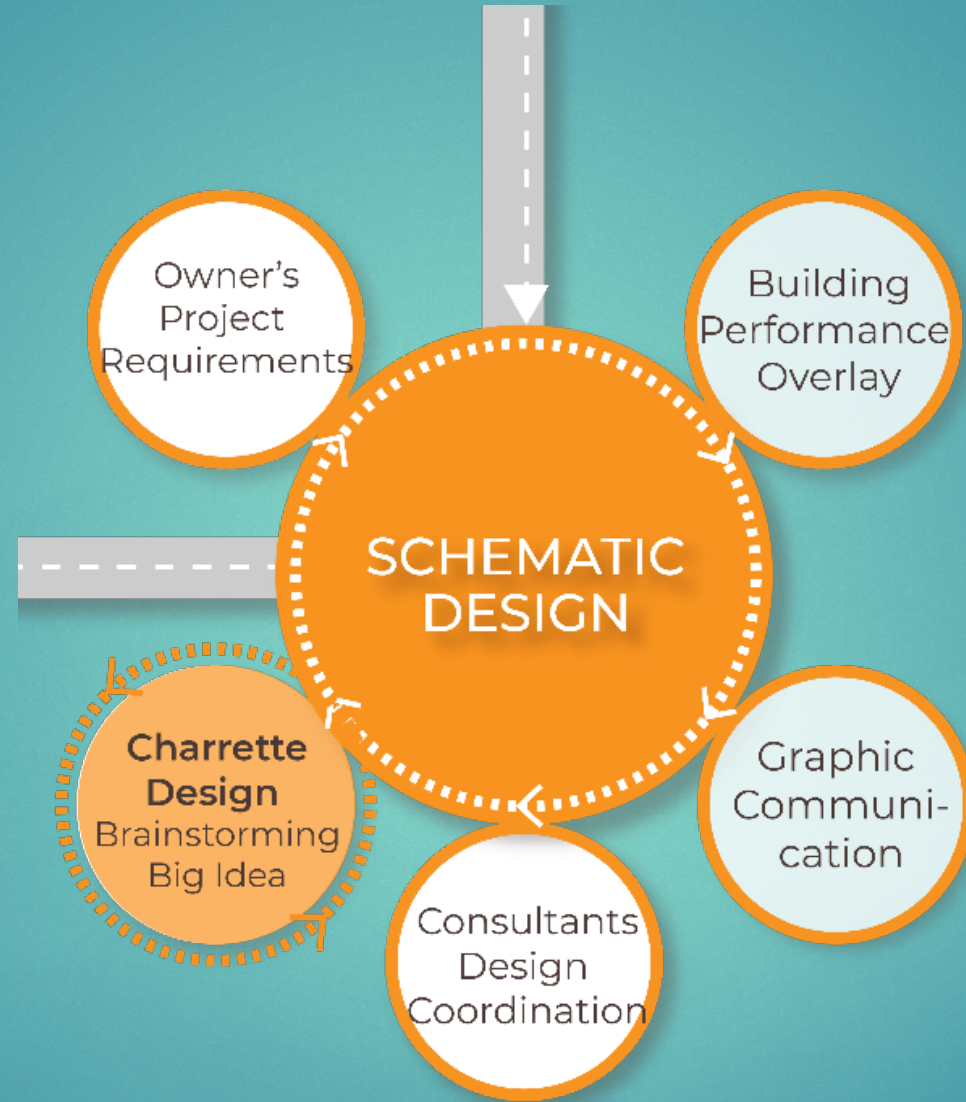 Owner's
Project
Requirements
Building
Performance
Overlay
SCHEMATIC
DESIGN
Charrette
Design
Brainstorming
Big Idea
Graphic
Communi-
cation
Consultants
Design
Coordination